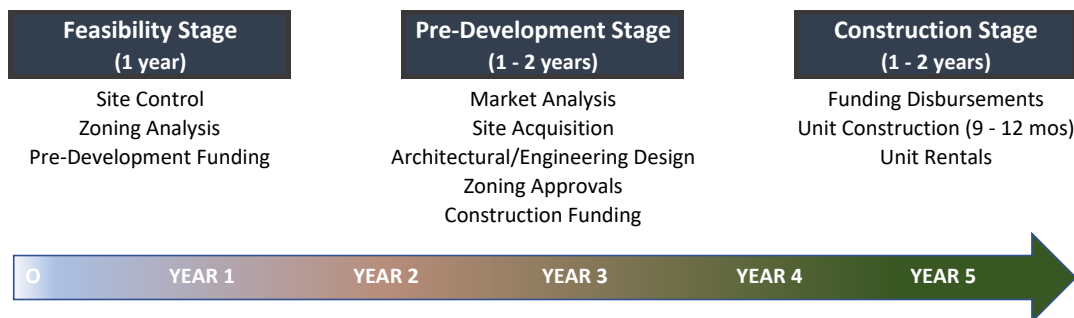 Feasibility Stage
(1 year)
Site Control
Zoning Analysis
Pre-Development Funding
Pre-Development Stage
(1 - 2 years)
Market Analysis
Site Acquisition
Architectural/Engineering Design
Zoning Approvals
Construction Funding
Construction Stage
(1 - 2 years)
Funding Disbursements
Unit Construction (9 - 12 mos)
Unit Rentals
O YEAR 1 YEAR 2 YEAR 3 YEAR 4 YEAR 5